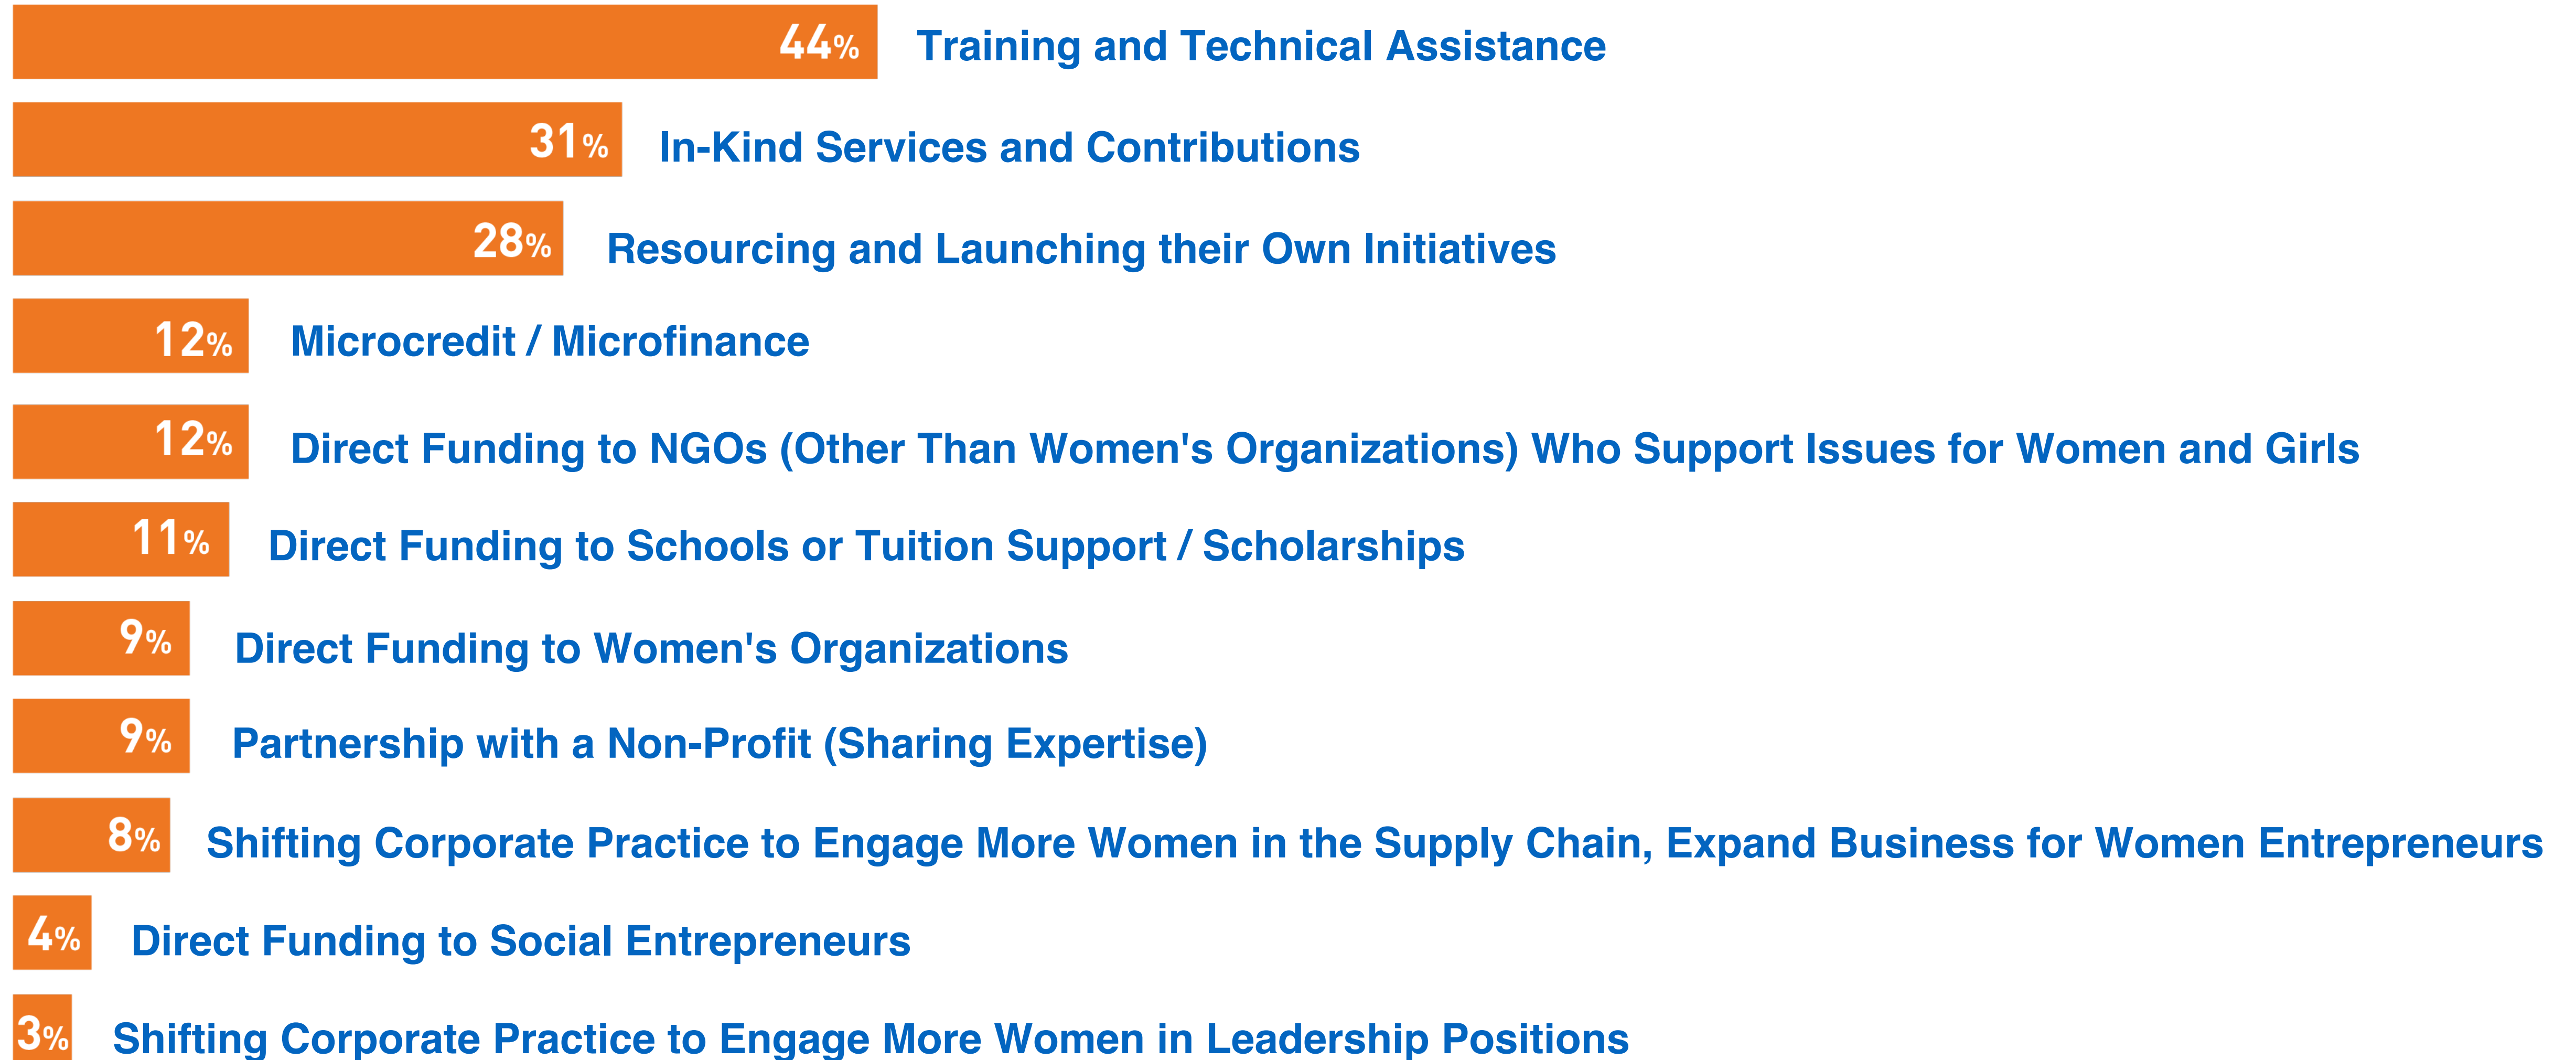 44% Training and Technical Assistance
31% In-Kind Services and Contributions
28% Resourcing and Launching their Own Initiatives
12% Microcredit / Microfinance
12% Direct Funding to NGOs (Other Than Women's Organizations) Who Support Issues for Women and Girls
11% Direct Funding to Schools or Tuition Support / Scholarships
9% Direct Funding to Women's Organizations
9% Partnership with a Non-Profit (Sharing Expertise)
8% Shifting Corporate Practice to Engage More Women in the Supply Chain, Expand Business for Women Entrepreneurs
4% Direct Funding to Social Entrepreneurs
3% Shifting Corporate Practice to Engage More Women in Leadership Positions